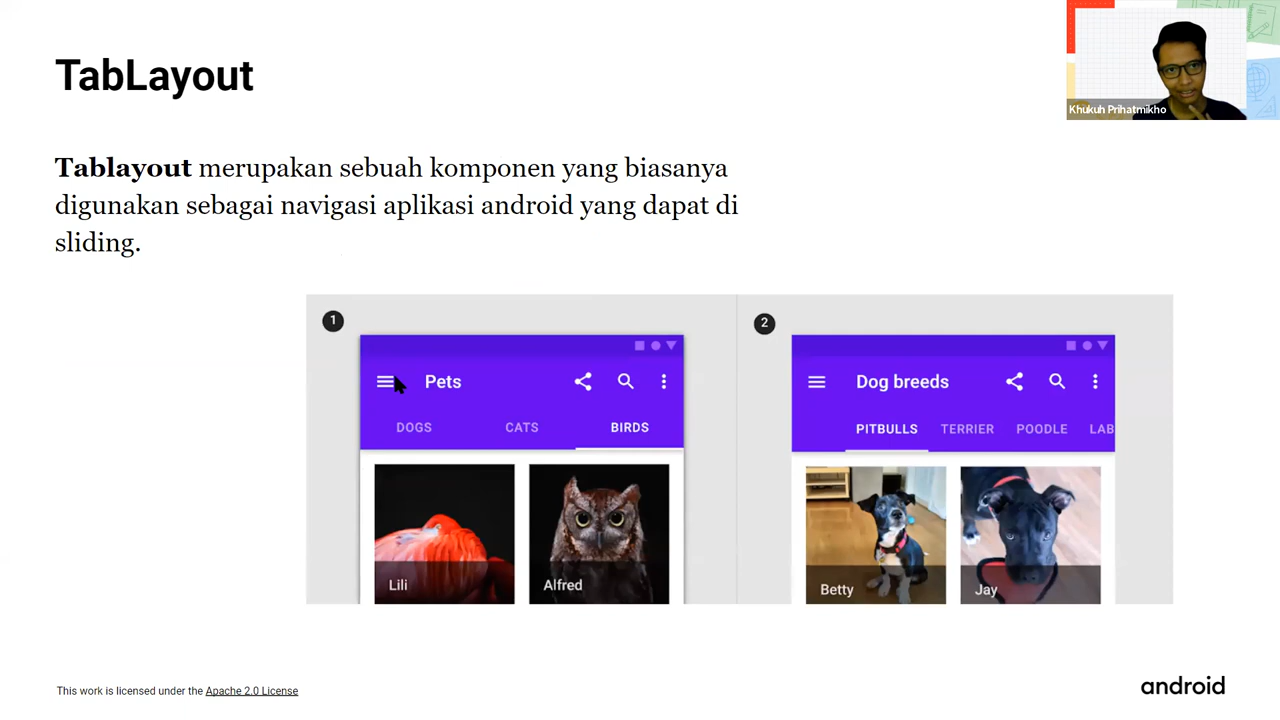 TabLayout
Khukuh Prihatmikho
Tablayout merupakan sebuah komponen yang biasanya
digunakan sebagai navigasi aplikasi android yang dapat di
sliding.
1
Pets
DOGS CATS BIRDS
Lili
Alfred
2
Dog breeds
PITBULLS TERRIER POODLE LAB
Betty
Jay
This work is licensed under the Apache 2.0 License
android